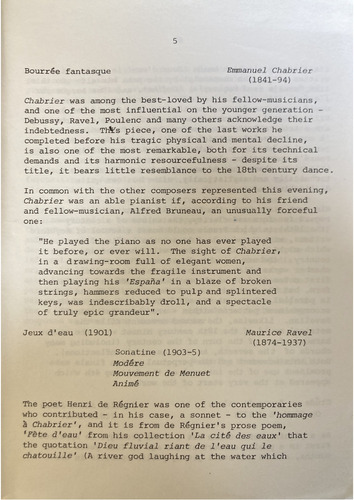 5
Bourrée fantasque Emmanuel Chabrier
(1841-94)
Chabrier was among the best-loved by his fellow-musicians,
and one of the most influential on the younger generation -
Debussy, Ravel, Poulenc and many others acknowledge their
indebtedness. This piece, one of the last works he
completed before his tragic physical and mental decline,
is also one of the most remarkable, both for its technical
demands and its harmonic resourcefulness - despite its
title, it bears little resemblance to the 18th century dance.
In common with the other composers represented this evening,
Chabrier was an able pianist if, according to his friend
and fellow-musician, Alfred Bruneau, an unusually forceful
one:
"He played the piano as no one has ever played
it before, or ever will. The sight of Chabrier,
in a drawing-room full of elegant women,
advancing towards the fragile instrument and
then playing his 'España' in a blaze of broken
strings, hammers reduced to pulp and splintered
keys, was indescribably droll, and a spectacle
of truly epic grandeur".
Jeux d'eau (1901) Maurice Ravel
(1874-1937)
Sonatine (1903-5)
Modére
Mouvement de Menuet
Animé
The poet Henri de Régnier was one of the contemporaries
who contributed - in his case, a sonnet - to the 'hommage
à Chabrier', and it is from de Régnier's prose poem,
'Fête d'eau' from his collection 'La cité des eaux' that
the quotation 'Dieu fluvial riant de l'eau qui le
chatouille' (A river god laughing at the water which